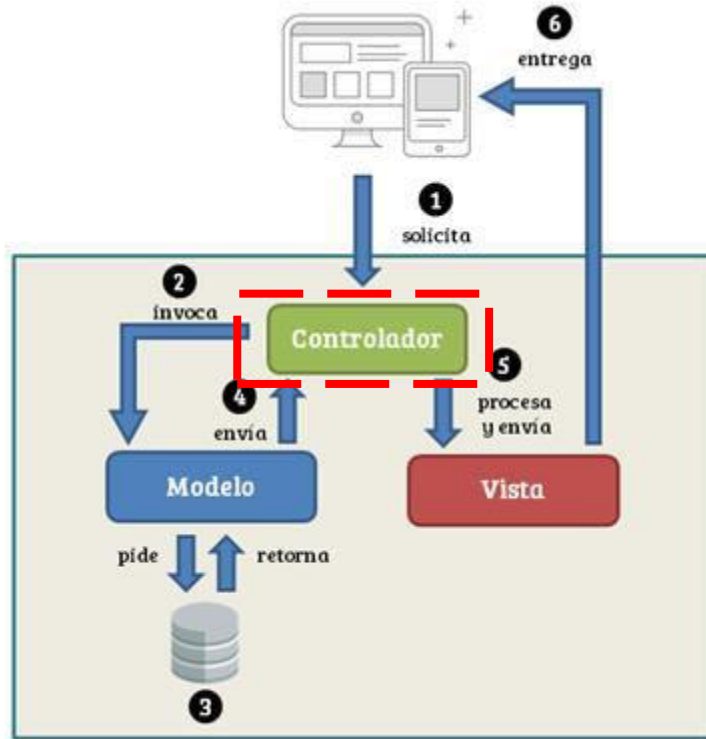 6
entrega
1
solicita
2
invoca
Controlador
4
envía
5
procesa
y envía
Modelo
Vista
pide
retorna
3